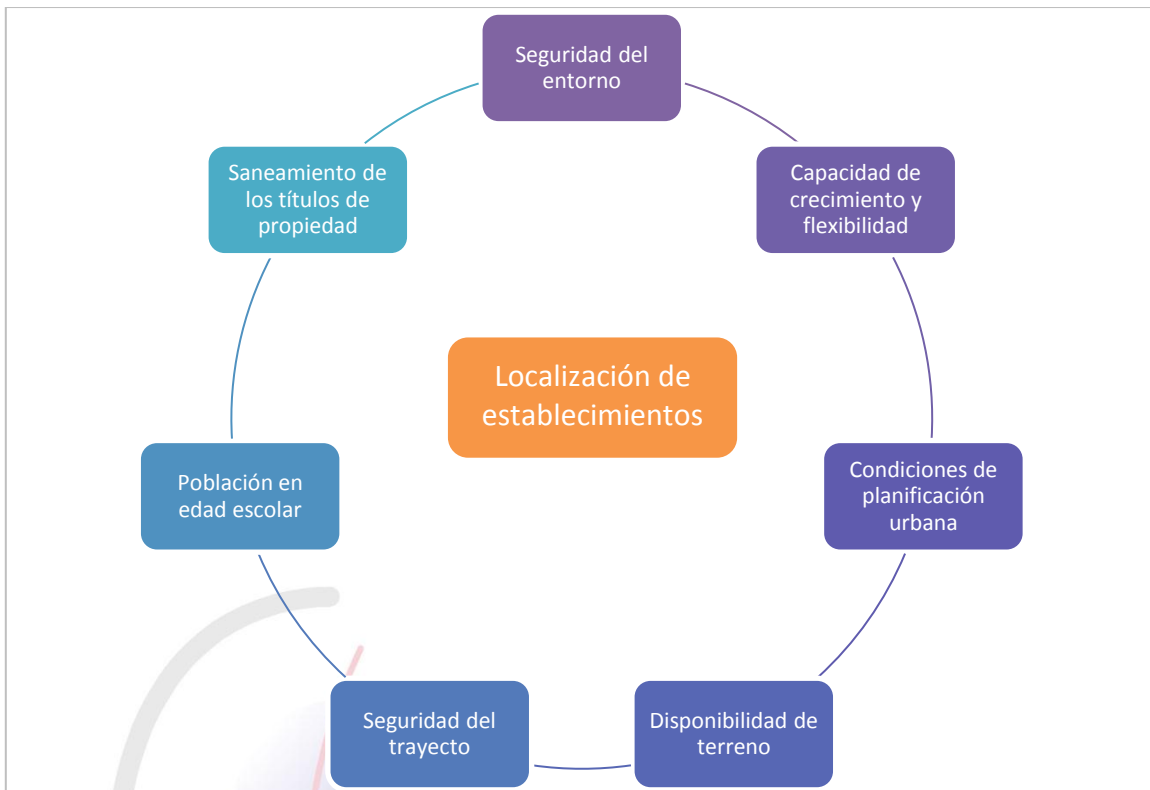 Seguridad del
entorno
Capacidad de
crecimiento y
flexibilidad
Condiciones de
planificación
urbana
Disponibilidad de
terreno
Seguridad del
trayecto
Población en
edad escolar
Saneamiento de
los títulos de
propiedad
Localización de
establecimientos